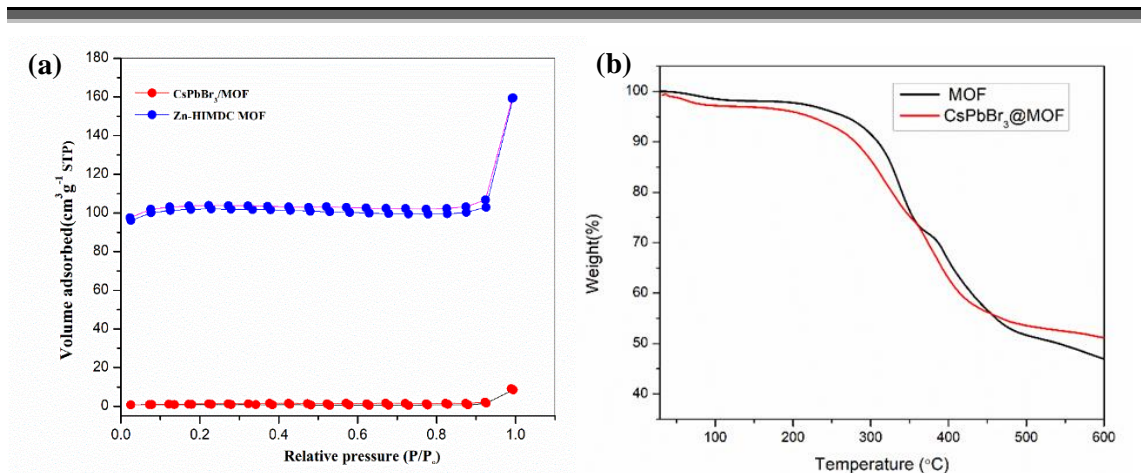 (a)
180
160
140
120
100
80
60
40
20
0
0.0 0.2 0.4 0.6 0.8 1.0
Volume adsorbed(cm³g⁻¹ STP)
Relative pressure (P/Pₒ)
CsPbBr₃/MOF
Zn-HIMDC MOF
(b)
100
90
80
70
60
50
40
100 200 300 400 500 600
Weight(%)
Temperature (°C)
MOF
CsPbBr₃@MOF